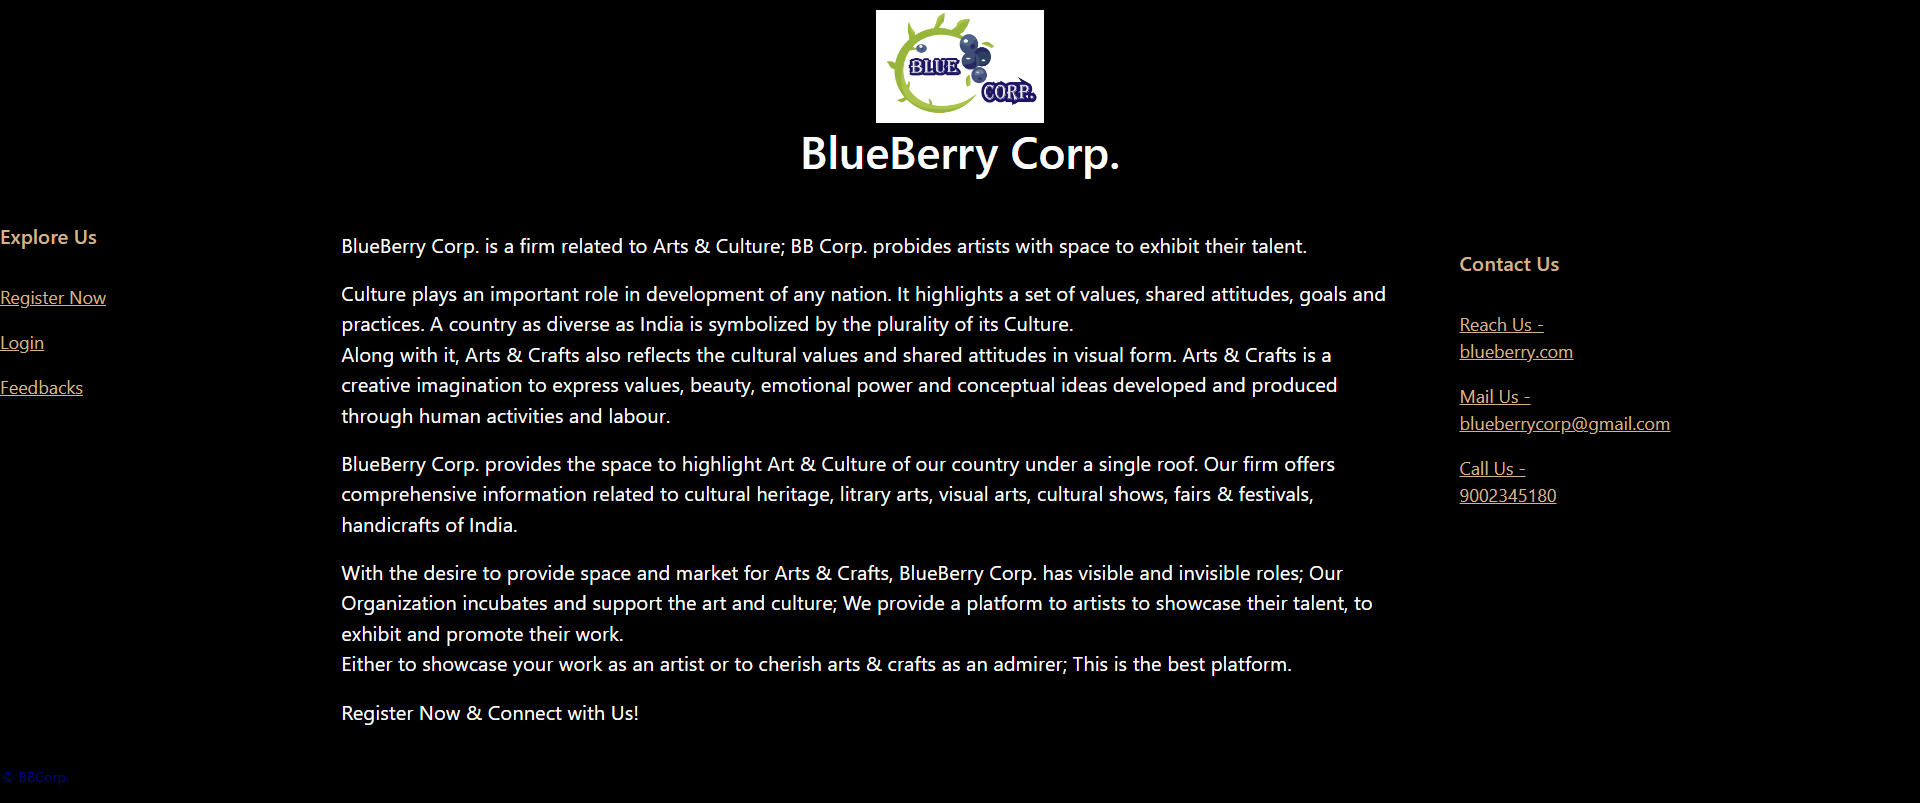 BLUE
CORP.
BlueBerry Corp.
Explore Us
Register Now
Login
Feedbacks
BlueBerry Corp. is a firm related to Arts & Culture; BB Corp. probides artists with space to exhibit their talent.
Culture plays an important role in development of any nation. It highlights a set of values, shared attitudes, goals and
practices. A country as diverse as India is symbolized by the plurality of its Culture.
Along with it, Arts & Crafts also reflects the cultural values and shared attitudes in visual form. Arts & Crafts is a
creative imagination to express values, beauty, emotional power and conceptual ideas developed and produced
through human activities and labour.
BlueBerry Corp. provides the space to highlight Art & Culture of our country under a single roof. Our firm offers
comprehensive information related to cultural heritage, litrary arts, visual arts, cultural shows, fairs & festivals,
handicrafts of India.
With the desire to provide space and market for Arts & Crafts, BlueBerry Corp. has visible and invisible roles; Our
Organization incubates and support the art and culture; We provide a platform to artists to showcase their talent, to
exhibit and promote their work.
Either to showcase your work as an artist or to cherish arts & crafts as an admirer; This is the best platform.
Register Now & Connect with Us!
Contact Us
Reach Us -
blueberry.com
Mail Us -
blueberrycorp@gmail.com
Call Us -
9002345180
© BBCorp.